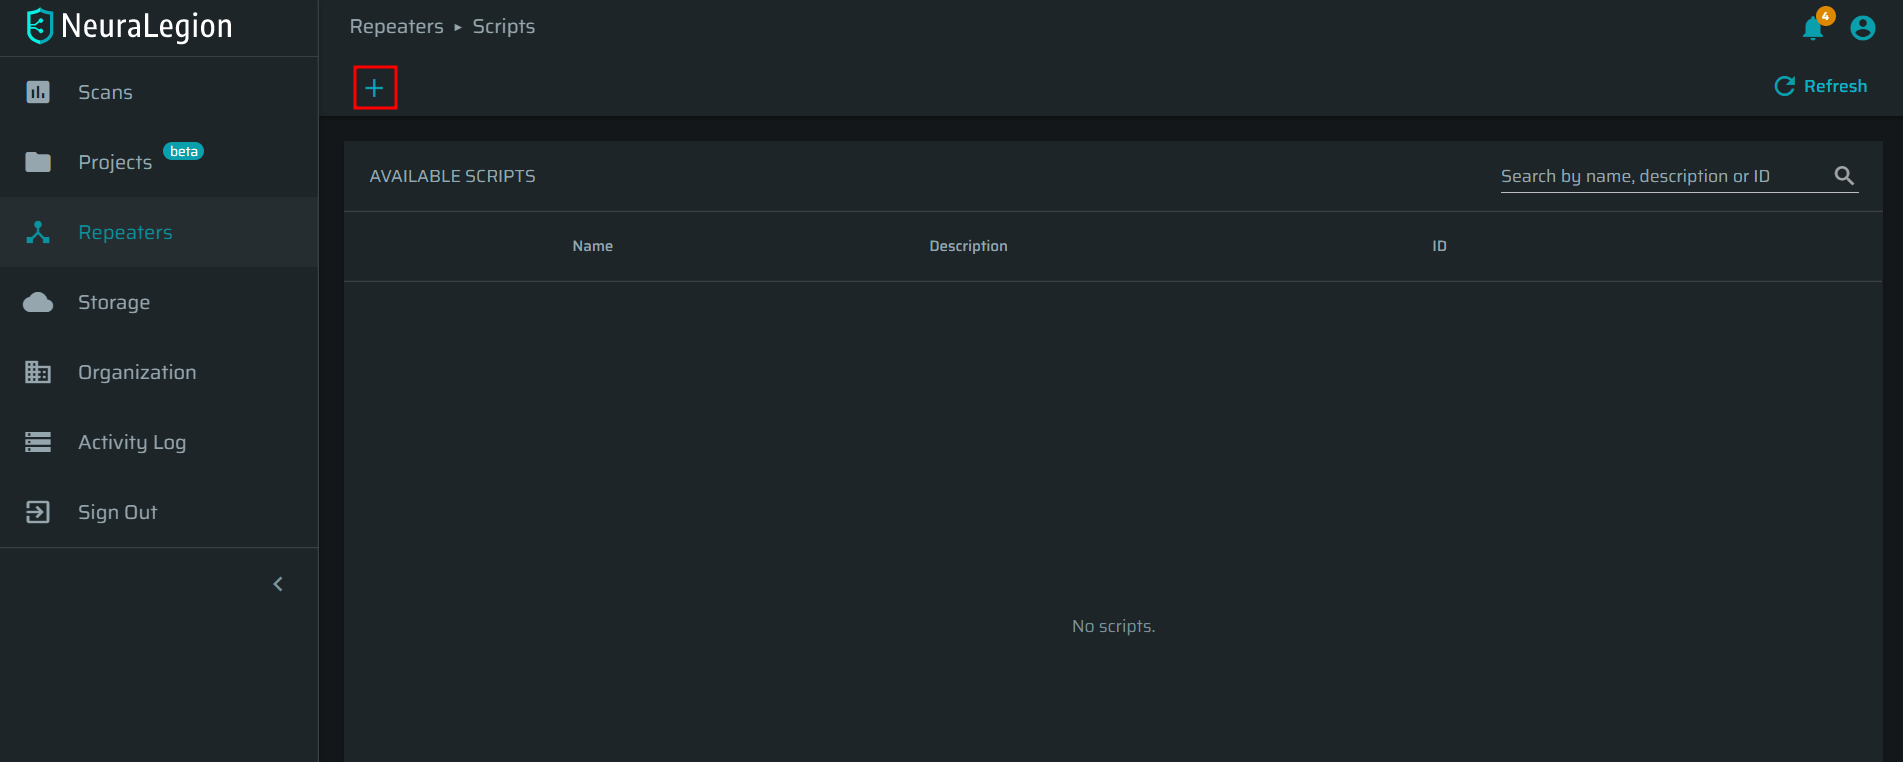 NeuraLegion
Repeaters ▸ Scripts
4
Refresh
Scans
Projects beta
Repeaters
Storage
Organization
Activity Log
Sign Out
AVAILABLE SCRIPTS
Search by name, description or ID
Name Description ID
No scripts.